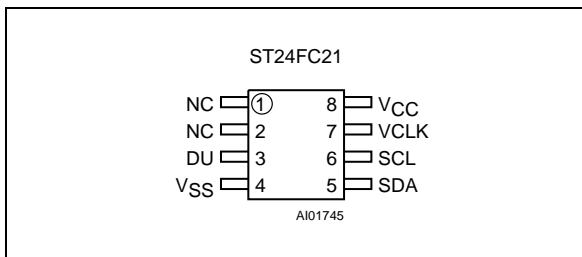 ST24FC21
NC 1 8 VCC
NC 2 7 VCLK
DU 3 6 SCL
VSS 4 5 SDA
AI01745